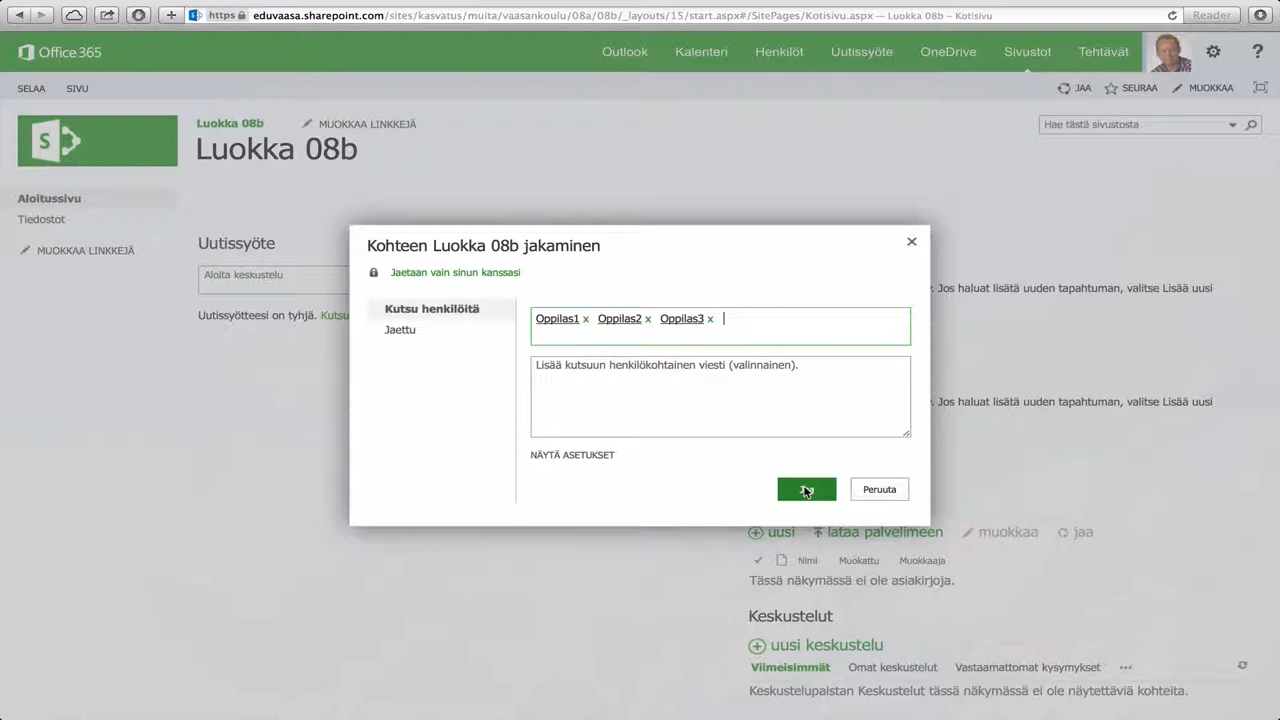 https eduvaasa.sharepoint.com/sites/kasvatus/muita/vaasankoulu/08a/08b/_layouts/15/start.aspx#/SitePages/Kotisivu.aspx — Luokka 08b – Kotisivu
Reader
Office 365
Outlook Kalenteri Henkilöt Uutissyöte OneDrive Sivustot Tehtävät ?
SELAA SIVU
JAA SEURAA MUOKKAA
Luokka 08b MUOKKAA LINKKEJÄ
Hae tästä sivustosta
Luokka 08b
Aloitussivu
Tiedostot
MUOKKAA LINKKEJÄ
Uutissyöte
Aloita keskustelu
Uutissyötteesi on tyhjä. Kutsu
Kohteen Luokka 08b jakaminen
Jaetaan vain sinun kanssasi
Kutsu henkilöitä
Jaettu
Oppilas1 x Oppilas2 x Oppilas3 x
Lisää kutsuun henkilökohtainen viesti (valinnainen).
NÄYTÄ ASETUKSET
Peruuta
. Jos haluat lisätä uuden tapahtuman, valitse Lisää uusi
. Jos haluat lisätä uuden tapahtuman, valitse Lisää uusi
uusi lataa palvelimeen muokkaa jaa
Nimi Muokattu Muokkaaja
Tässä näkymässä ei ole asiakirjoja.
Keskustelut
uusi keskustelu
Viimeisimmät Omat keskustelut Vastaamattomat kysymykset ...
Keskustelupalstan Keskustelut tässä näkymässä ei ole näytettäviä kohteita.